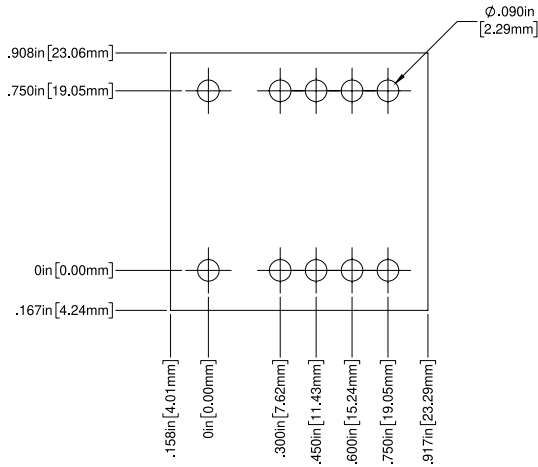 Ø.090in
[2.29mm]
.908in[23.06mm]
.750in[19.05mm]
0in[0.00mm]
.167in[4.24mm]
.158in[4.01mm]
0in[0.00mm]
.300in[7.62mm]
.450in[11.43mm]
.600in[15.24mm]
.750in[19.05mm]
.917in[23.29mm]